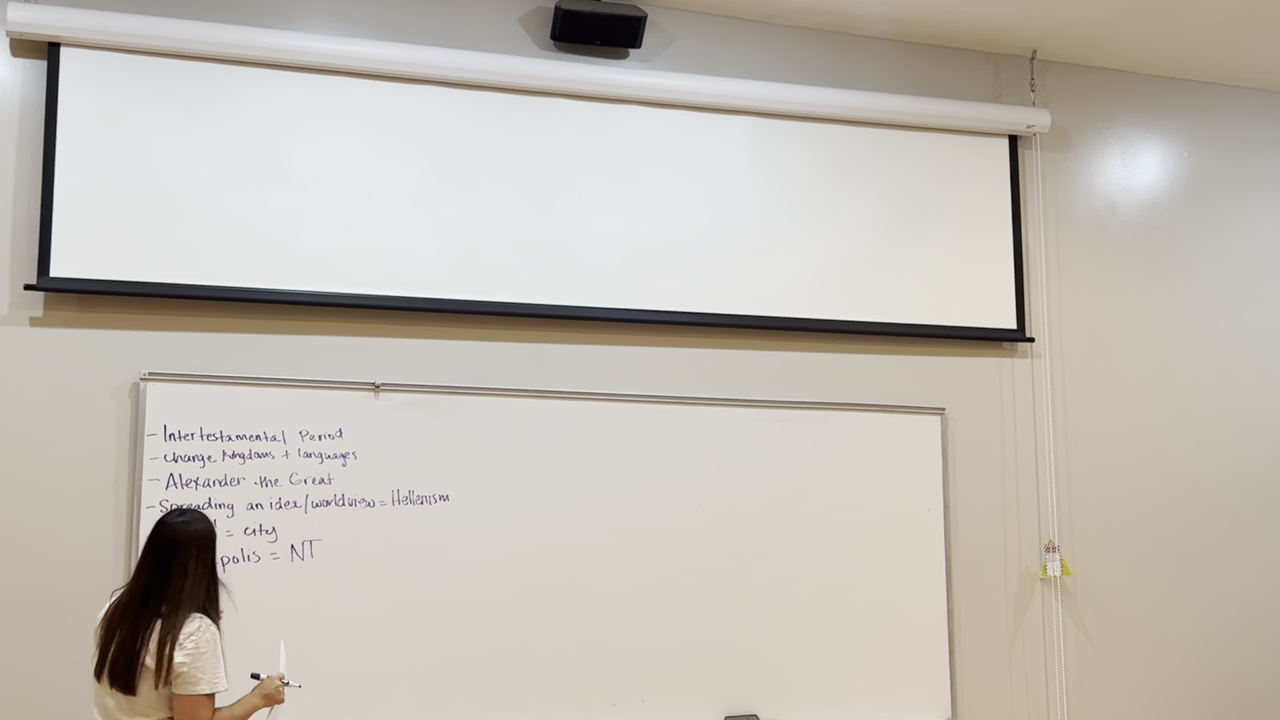 - Intertestamental Period
- Change Kingdoms + languages
- Alexander the Great
- Spreading an idea/worldview = Hellenism
= city
polis = NT